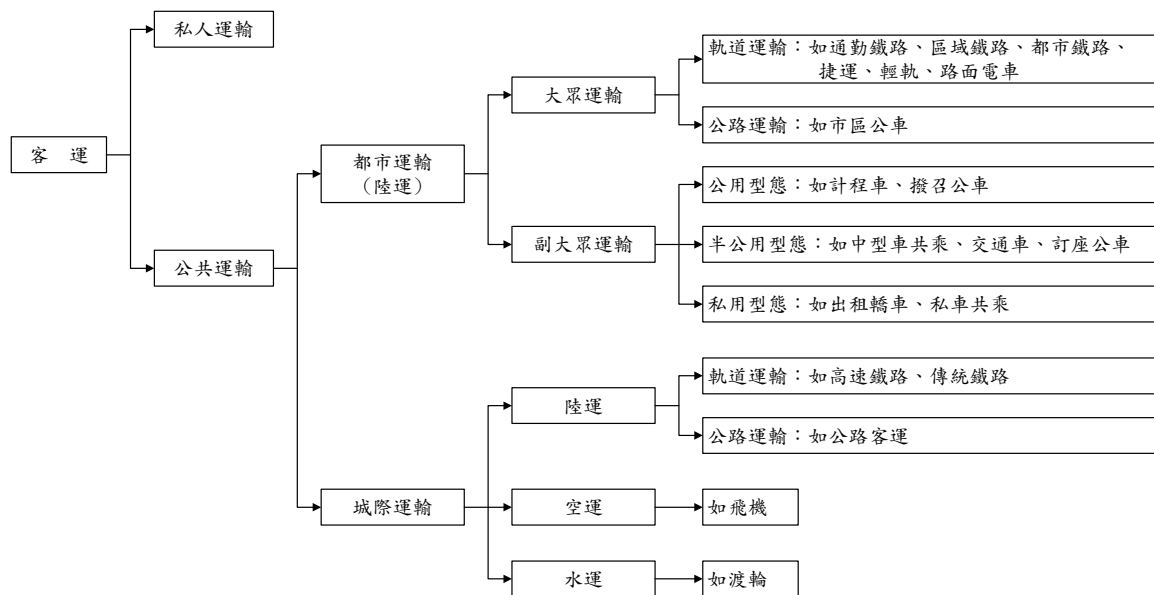 私人運輸
軌道運輸：如通勤鐵路、區域鐵路、都市鐵路、
捷運、輕軌、路面電車
大眾運輸
公路運輸：如市區公車
客　運
都市運輸
（陸運）
公用型態：如計程車、撥召公車
副大眾運輸
半公用型態：如中型車共乘、交通車、訂座公車
公共運輸
私用型態：如出租轎車、私車共乘
軌道運輸：如高速鐵路、傳統鐵路
陸運
公路運輸：如公路客運
城際運輸
空運
如飛機
水運
如渡輪